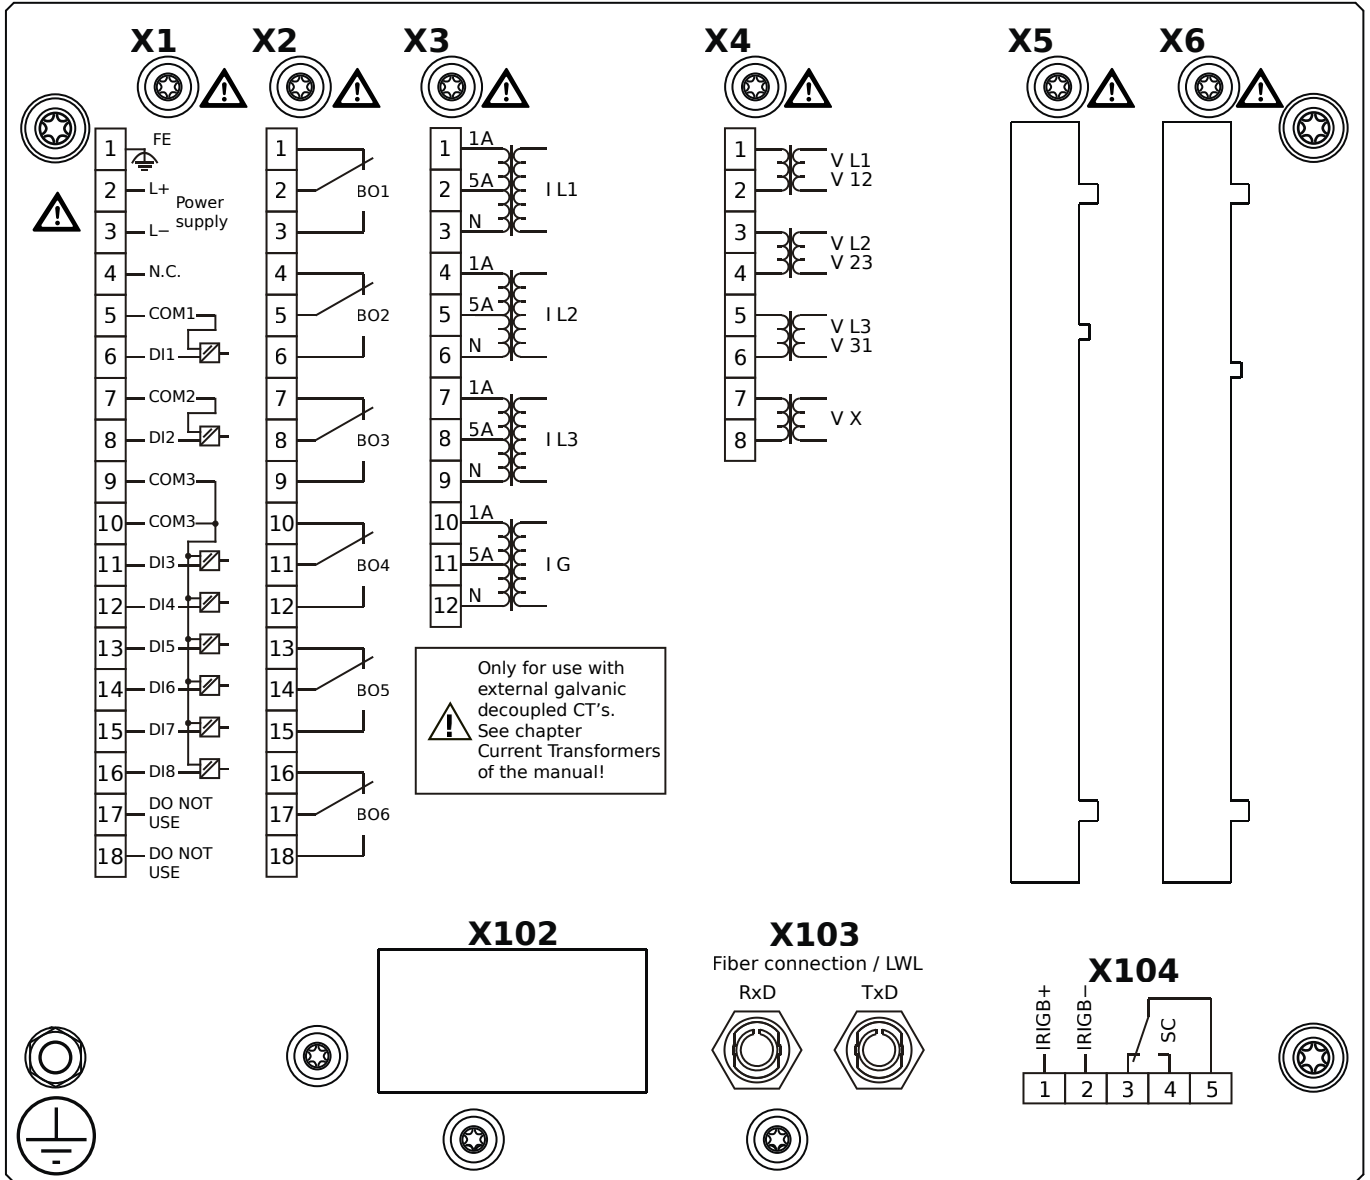 X1
X2
X3
X4
X5
X6
1
FE
2
L+
Power
supply
3
L−
4
N.C.
5
COM1
6
DI1
7
COM2
8
DI2
9
COM3
10
COM3
11
DI3
12
DI4
13
DI5
14
DI6
15
DI7
16
DI8
17
DO NOT
USE
18
DO NOT
USE
1
2
BO1
3
4
5
BO2
6
7
8
BO3
9
10
11
BO4
12
13
14
BO5
15
16
17
BO6
18
1
1A
2
5A
I L1
3
N
4
1A
5
5A
I L2
6
N
7
1A
8
5A
I L3
9
N
10
1A
11
5A
I G
12
N
Only for use with
external galvanic
decoupled CT's.
See chapter
Current Transformers
of the manual!
1
V L1
2
V 12
3
V L2
4
V 23
5
V L3
6
V 31
7
V X
8
X102
X103
Fiber connection / LWL
RxD
TxD
X104
IRIGB+
IRIGB−
SC
1
2
3
4
5